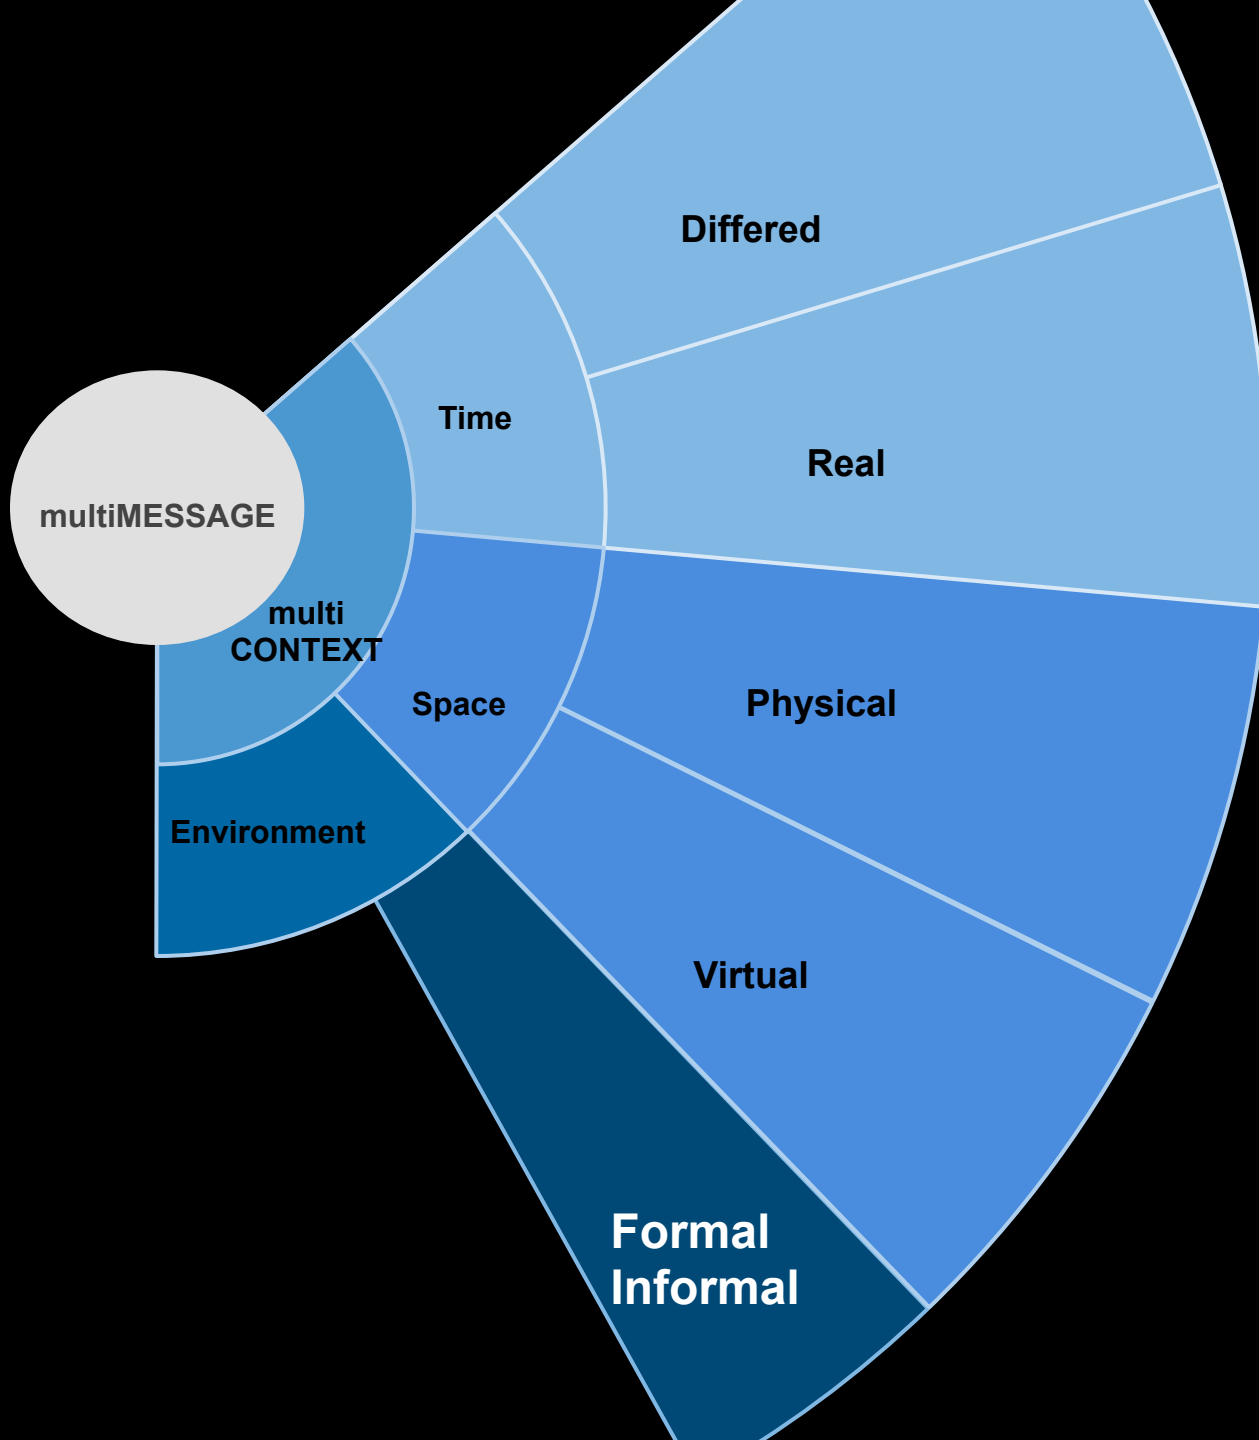 Differed
Time
Real
multiMESSAGE
multi
CONTEXT
Space
Physical
Environment
Virtual
Formal
Informal